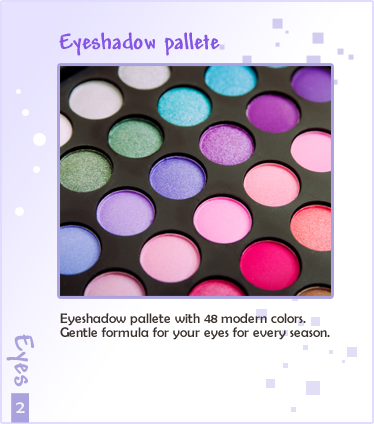 Eyeshadow pallete
Eyeshadow pallete with 48 modern colors.
Gentle formula for your eyes for every season.
Eyes
2